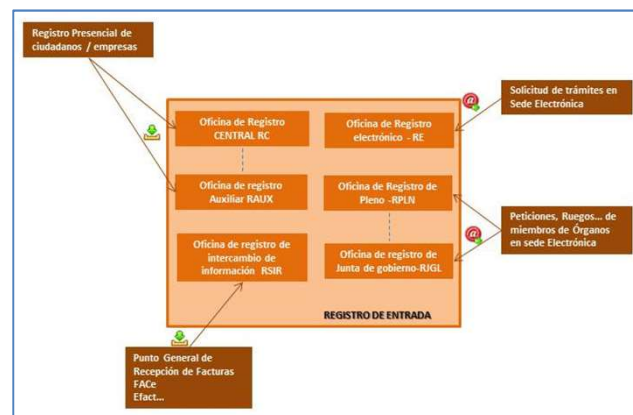 Registro Presencial de
ciudadanos / empresas
Solicitud de trámites en
Sede Electrónica
Oficina de Registro
CENTRAL RC
Oficina de Registro
electrónico - RE
Oficina de registro
Auxiliar RAUX
Oficina de Registro de
Pleno -RPLN
Peticiones, Ruegos... de
miembros de Órganos
en sede Electrónica
Oficina de registro de
intercambio de
información RSIR
Oficina de registro de
Junta de gobierno-RJGL
REGISTRO DE ENTRADA
Punto General de
Recepción de Facturas
FACe
Efact...